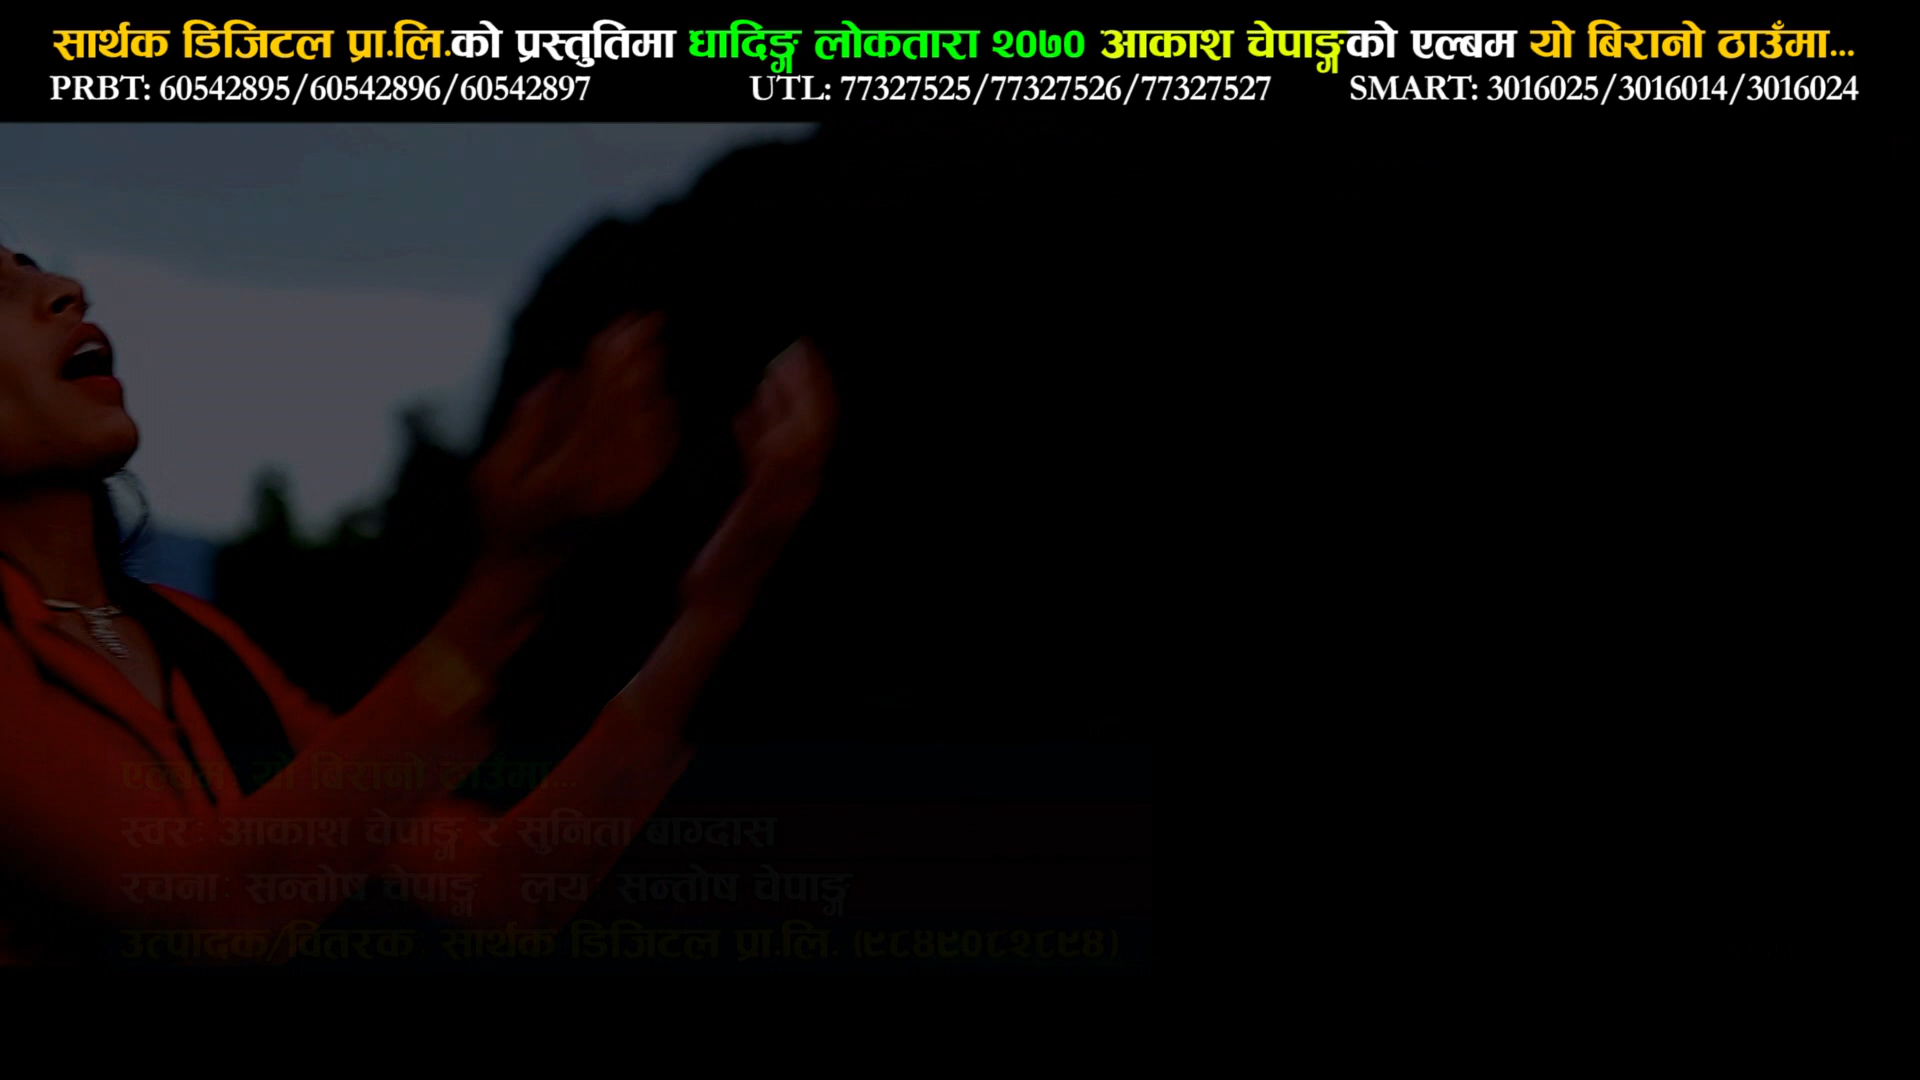 सार्थक डिजिटल प्रा.लि.को प्रस्तुतिमा धादिङ्ग लोकतारा २०७० आकाश चेपाङ्गको एल्बम यो बिरानो ठाउँमा...
PRBT: 60542895/60542896/60542897 UTL: 77327525/77327526/77327527 SMART: 3016025/3016014/3016024
एल्बमः यो बिरानो ठाउँमा...
स्वरः आकाश चेपाङ्ग र सुनिता बाग्दास
रचनाः सन्तोष चेपाङ्ग लयः सन्तोष चेपाङ्ग
उत्पादक/वितरकः सार्थक डिजिटल प्रा.लि. (९८४९०८२८९४)